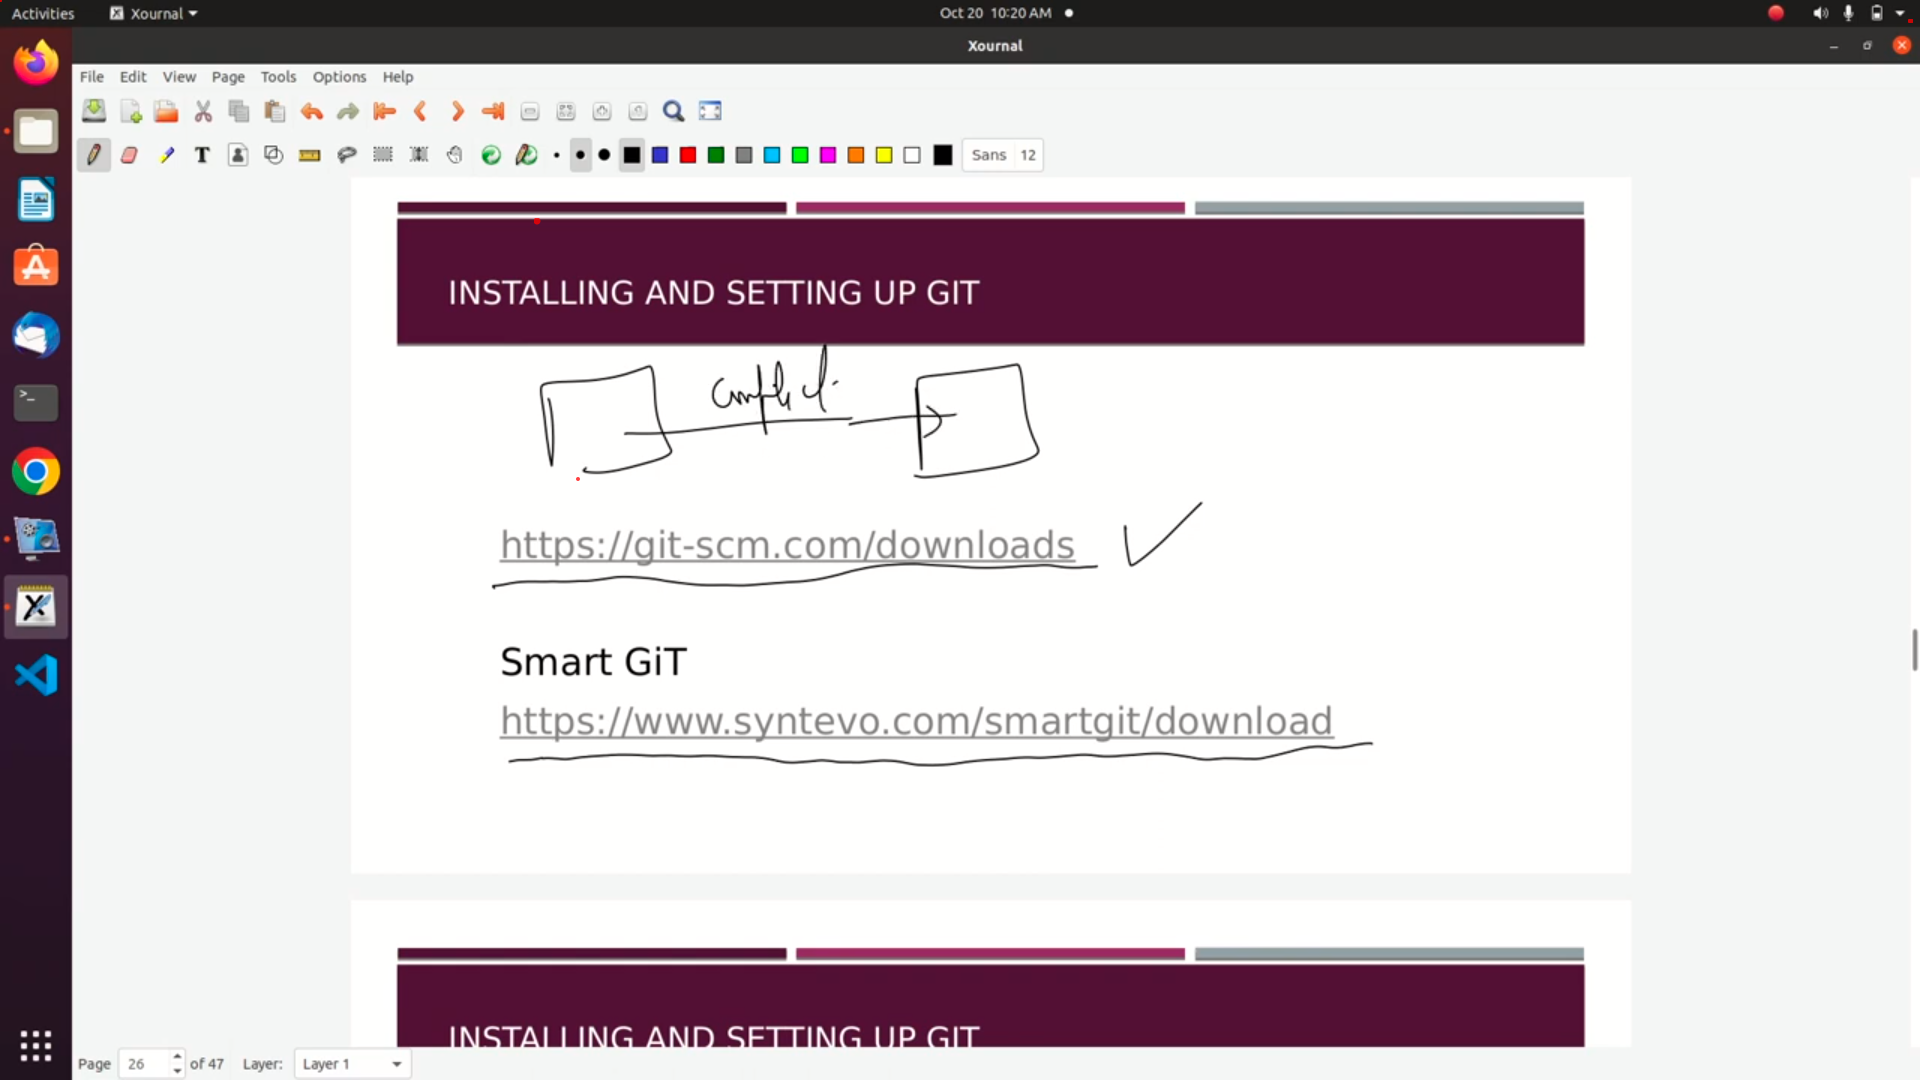 Activities Xournal Oct 20 10:20 AM
Xournal
File Edit View Page Tools Options Help
Sans 12
INSTALLING AND SETTING UP GIT
https://git-scm.com/downloads
Smart GiT
https://www.syntevo.com/smartgit/download
INSTALLING AND SETTING UP GIT
Page 26 of 47 Layer: Layer 1